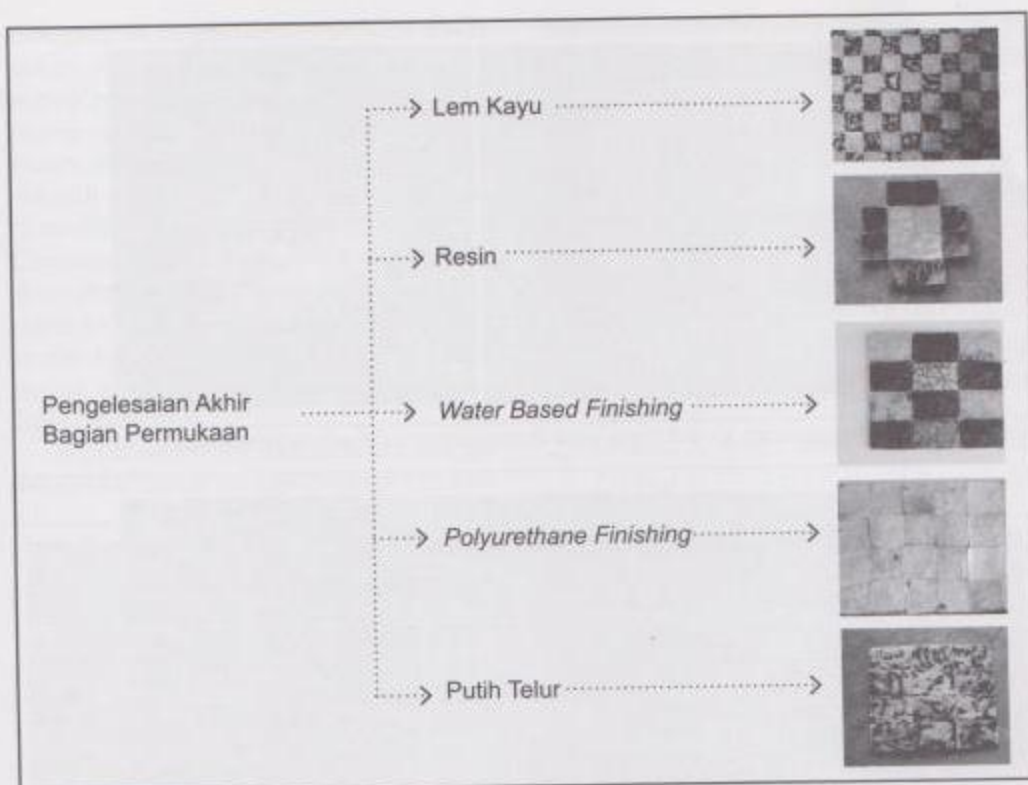 Lem Kayu
Resin
Pengelesaian Akhir
Bagian Permukaan
Water Based Finishing
Polyurethane Finishing
Putih Telur